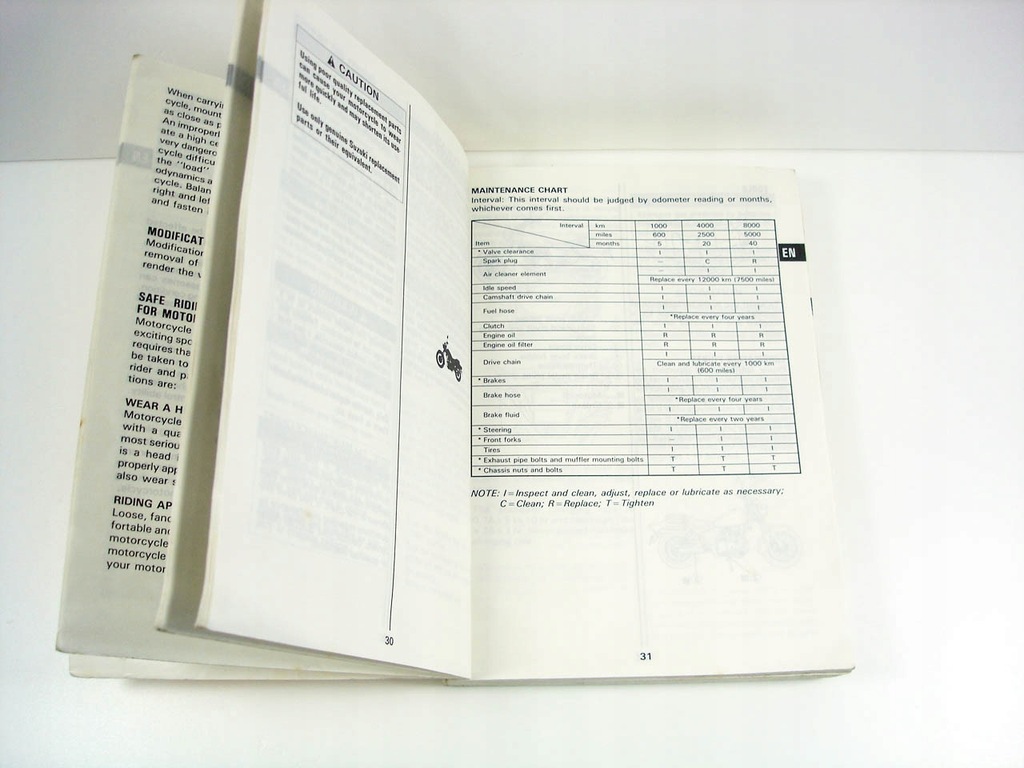 When carryi
cycle, mount
as close as p
An improperl
ate a high ce
very dangero
cycle difficu
the "load"
odynamics a
cycle. Balan
right and lef
and fasten
MODIFICAT
Modification
removal of
render the v
SAFE RIDI
FOR MOTO
Motorcycle
exciting spo
requires tha
be taken to
rider and p
tions are:
WEAR A H
Motorcycle
with a qua
most seriou
is a head i
properly app
also wear s
RIDING AP
Loose, fanc
fortable and
motorcycle
motorcycle
your motor
CAUTION
Using poor quality replacement parts
can cause your motorcycle to wear
more quickly and may shorten its use
ful life.
Use only genuine Suzuki replacement
parts or their equivalent.
30
MAINTENANCE CHART
Interval: This interval should be judged by odometer reading or months,
whichever comes first.
Interval km 1000 4000 8000
miles 600 2500 5000
Item months 5 20 40
* Valve clearance I I I
Spark plug — C R
Air cleaner element — I I
Replace every 12000 km (7500 miles)
Idle speed I I I
Camshaft drive chain I I I
Fuel hose I I I
*Replace every four years
Clutch I I I
Engine oil R R R
Engine oil filter R R R
Drive chain I I I
Clean and lubricate every 1000 km
(600 miles)
* Brakes I I I
Brake hose I I I
*Replace every four years
Brake fluid I I I
*Replace every two years
* Steering I I I
* Front forks — I I
Tires I I I
* Exhaust pipe bolts and muffler mounting bolts T T T
* Chassis nuts and bolts T T T
NOTE: I=Inspect and clean, adjust, replace or lubricate as necessary;
C=Clean; R=Replace; T=Tighten
EN
31